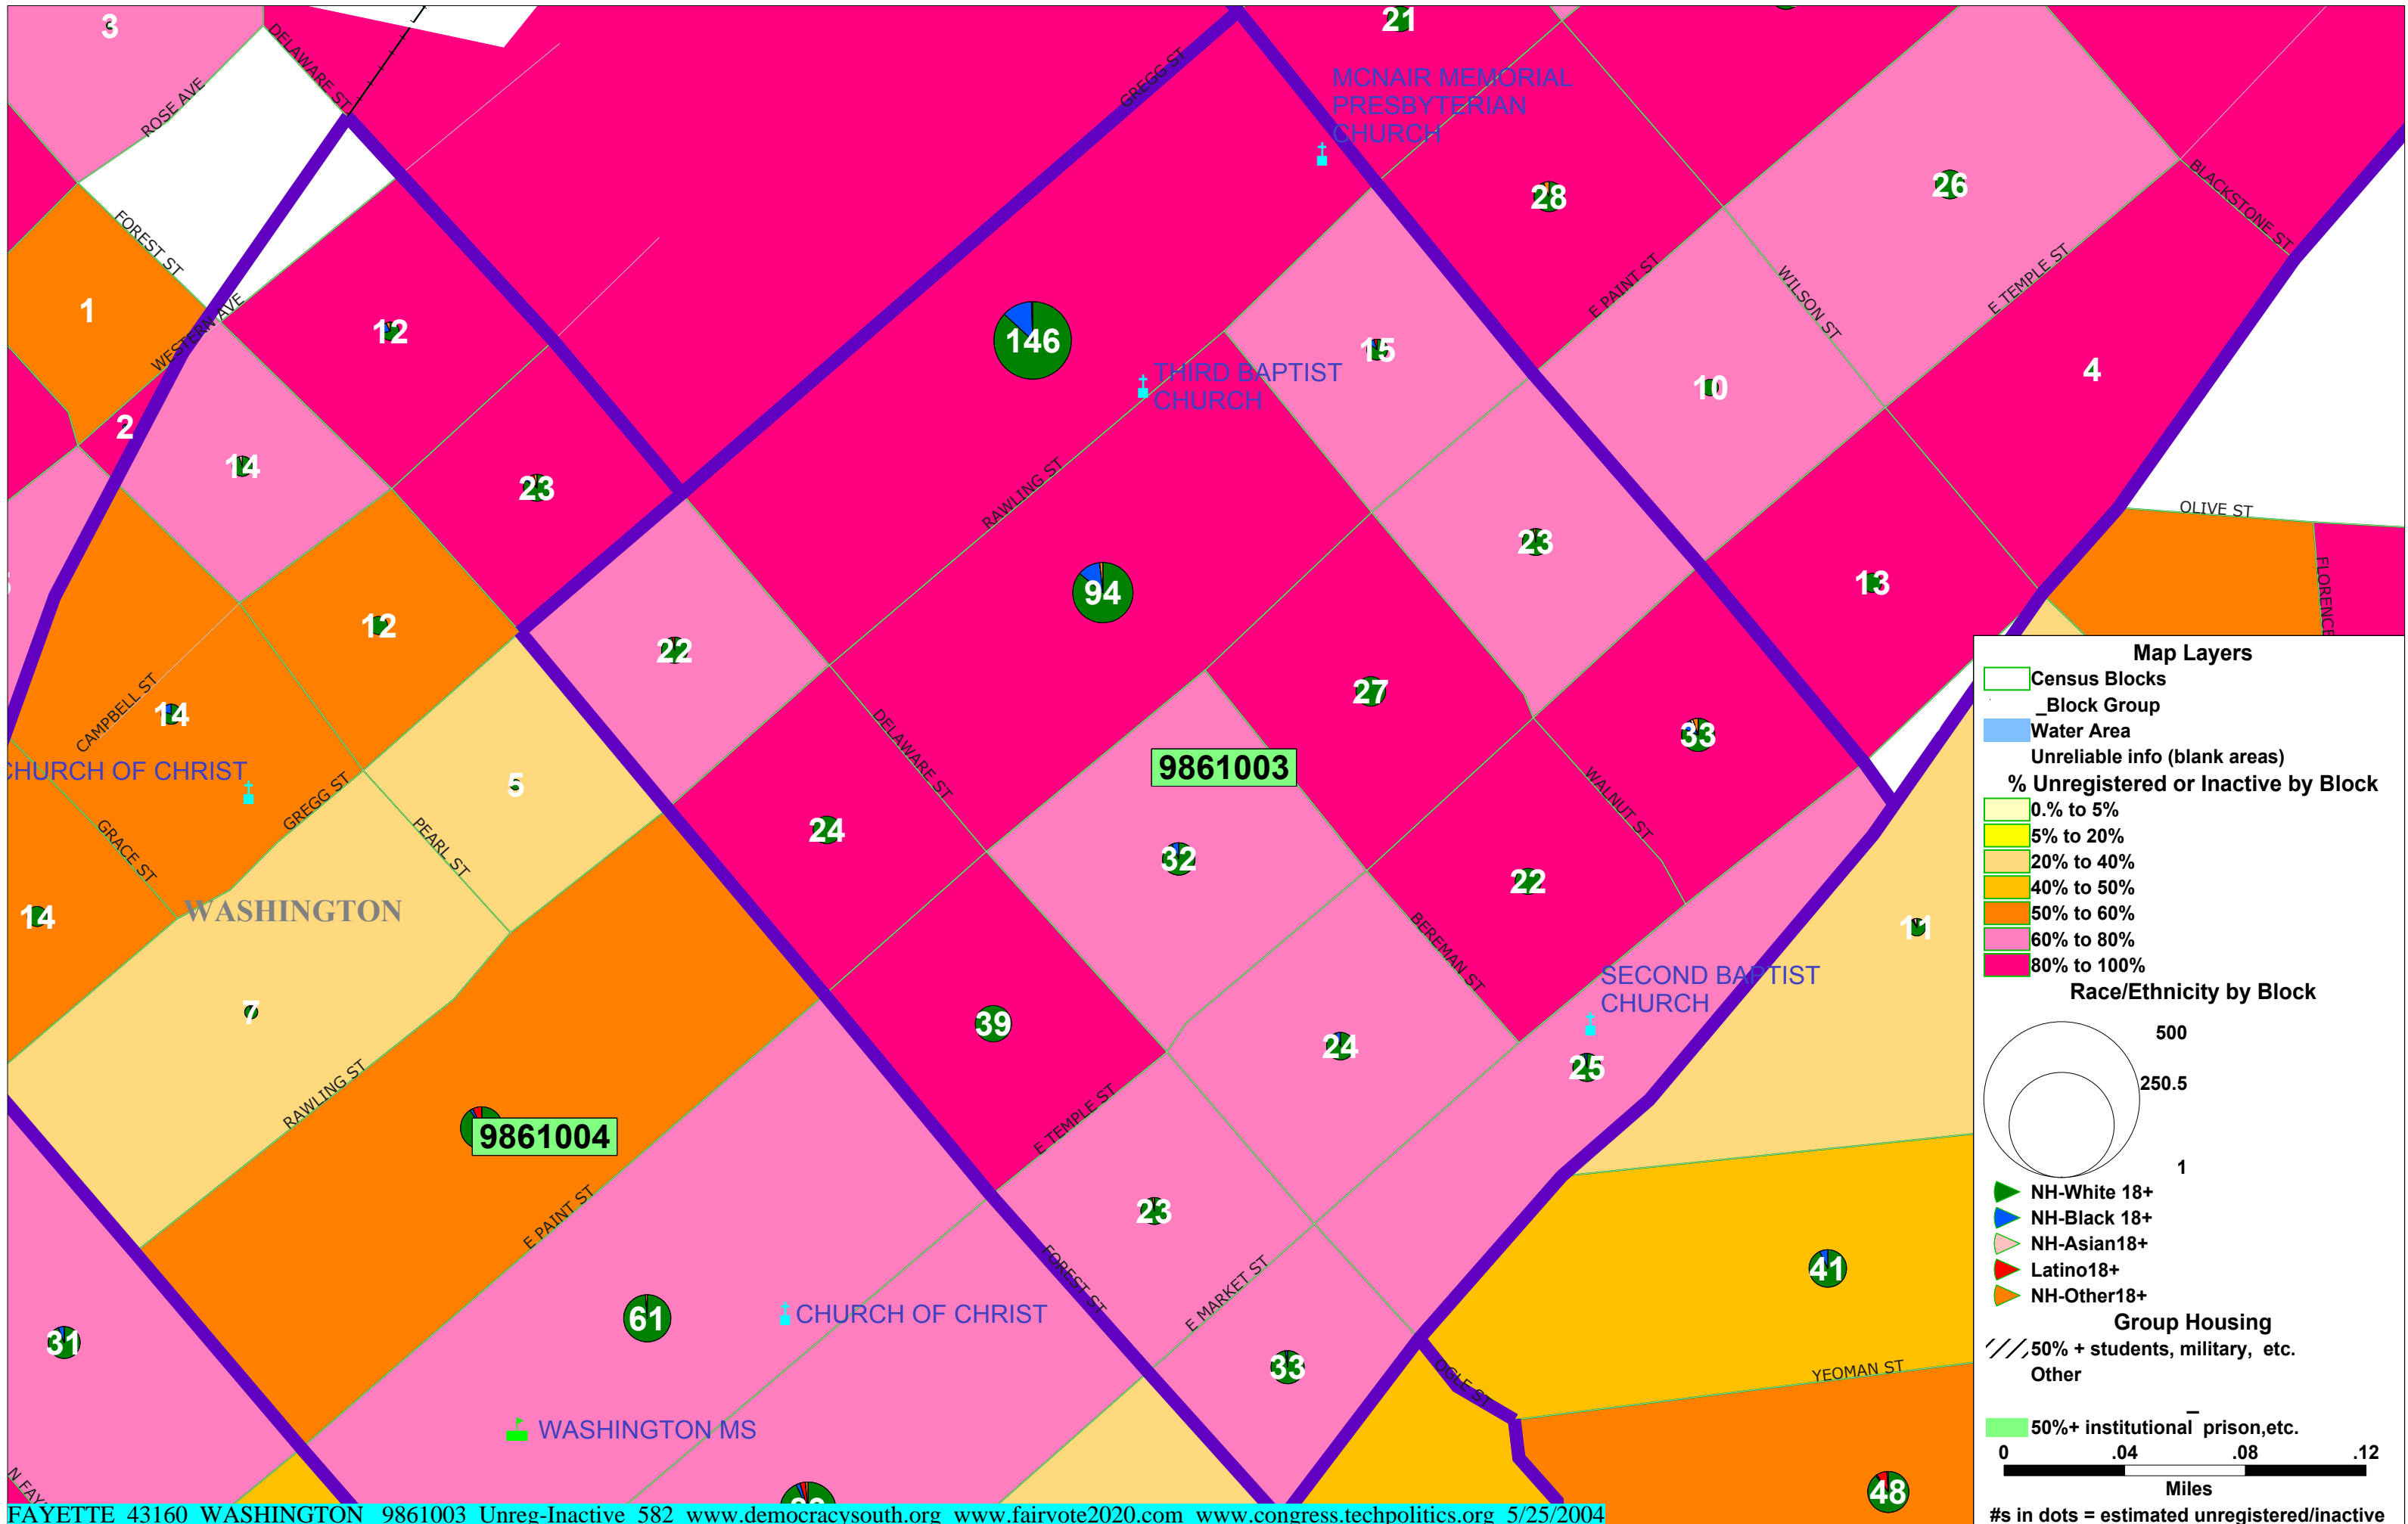 3
DELAWARE ST
ROSE AVE
GREGG ST
21
MCNAIR MEMORIAL
PRESBYTERIAN
CHURCH
28
26
BLACKSTONE ST
FOREST ST
1
WESTERN AVE
12
146
THIRD BAPTIST
CHURCH
15
E PAINT ST
WILSON ST
E TEMPLE ST
10
4
2
14
23
RAWLING ST
OLIVE ST
FLORENCE
12
22
94
23
13
CAMPBELL ST
14
27
33
CHURCH OF CHRIST
GREGG ST
5
DELAWARE ST
9861003
WALNUT ST
GRACE ST
PEARL ST
24
32
22
14
WASHINGTON
BEREMAN ST
11
7
39
24
SECOND BAPTIST
CHURCH
25
RAWLING ST
9861004
E TEMPLE ST
E PAINT ST
23
FOREST ST
E MARKET ST
41
31
61
CHURCH OF CHRIST
33
OGLE ST
YEOMAN ST
WASHINGTON MS
48
Map Layers
Census Blocks
_Block Group
Water Area
Unreliable info (blank areas)
% Unregistered or Inactive by Block
0.% to 5%
5% to 20%
20% to 40%
40% to 50%
50% to 60%
60% to 80%
80% to 100%
Race/Ethnicity by Block
500
250.5
1
NH-White 18+
NH-Black 18+
NH-Asian18+
Latino18+
NH-Other18+
Group Housing
50% + students, military, etc.
Other
50%+ institutional prison,etc.
0 .04 .08 .12
Miles
#s in dots = estimated unregistered/inactive
FAYETTE 43160 WASHINGTON 9861003 Unreg-Inactive 582 www.democracysouth.org www.fairvote2020.com www.congress.techpolitics.org 5/25/2004